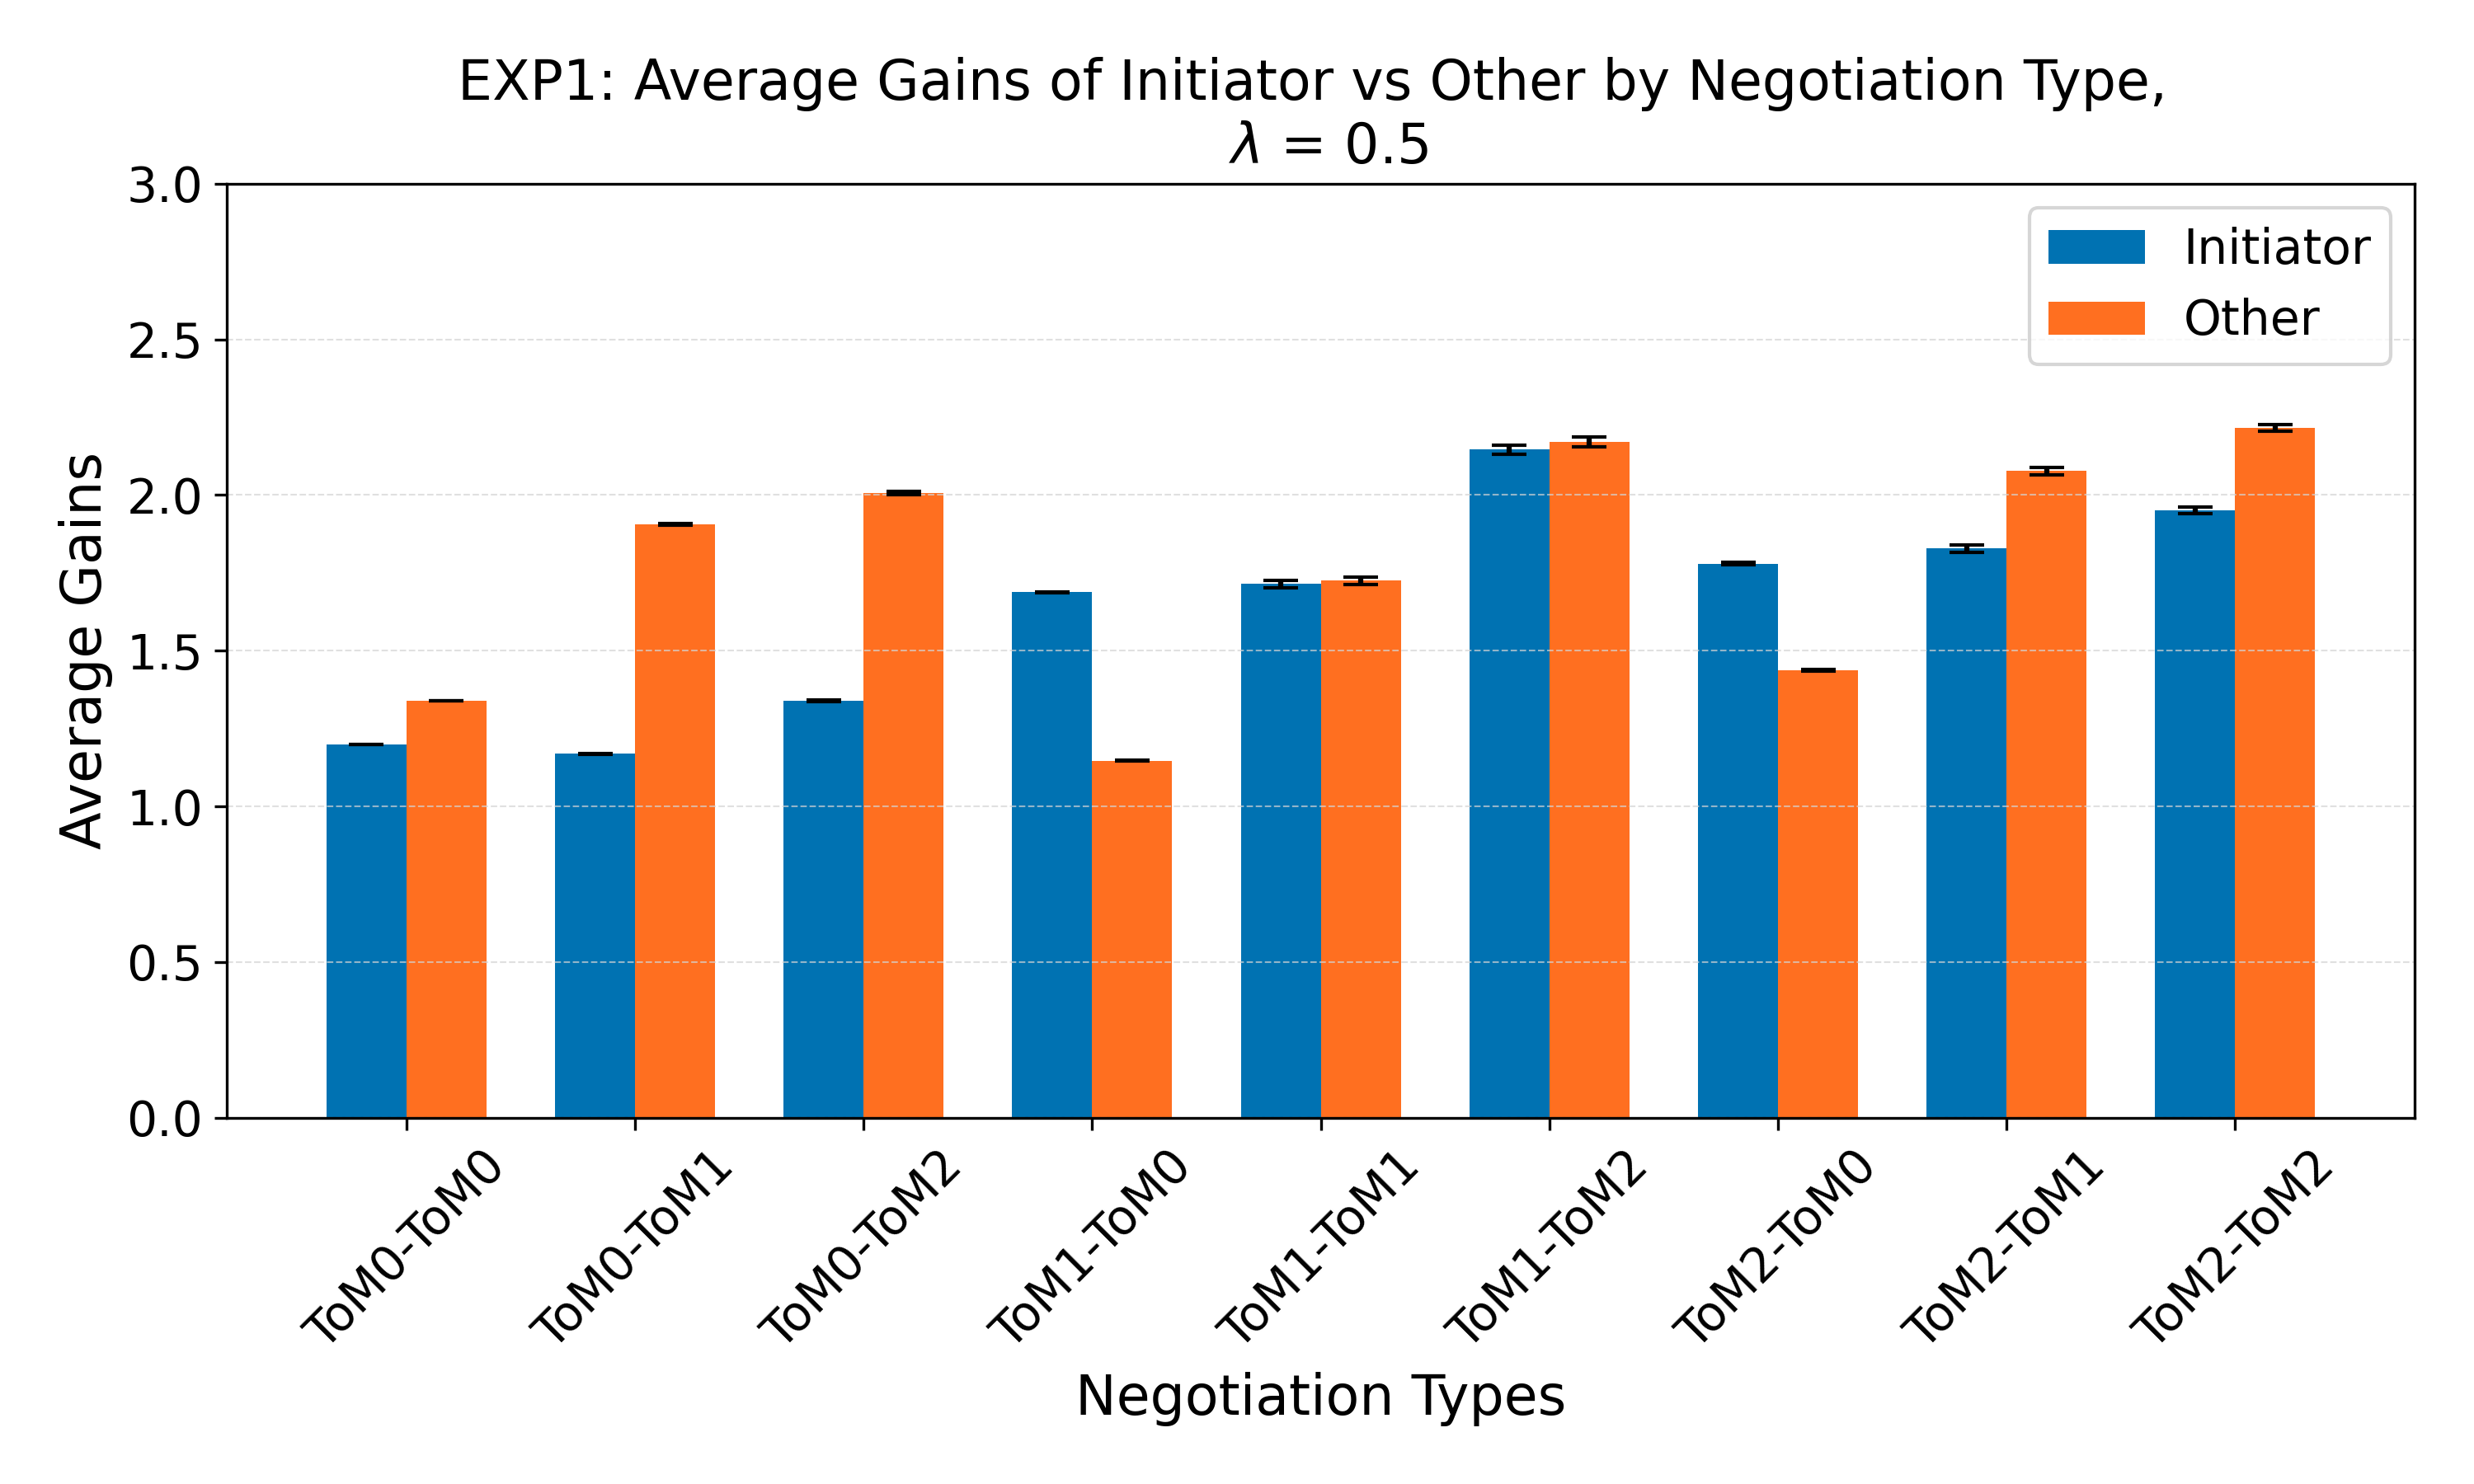 EXP1: Average Gains of Initiator vs Other by Negotiation Type,
λ = 0.5
3.0
2.5
2.0
1.5
1.0
0.5
0.0
Average Gains
Initiator
Other
ToM0-ToM0
ToM0-ToM1
ToM0-ToM2
ToM1-ToM0
ToM1-ToM1
ToM1-ToM2
ToM2-ToM0
ToM2-ToM1
ToM2-ToM2
Negotiation Types